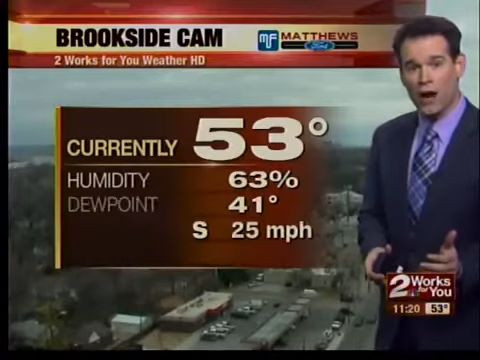 BROOKSIDE CAM
MF MATTHEWS
Ford
2 Works for You Weather HD
CURRENTLY 53°
HUMIDITY 63%
DEWPOINT 41°
S 25 mph
2 Works for You
11:20 53°